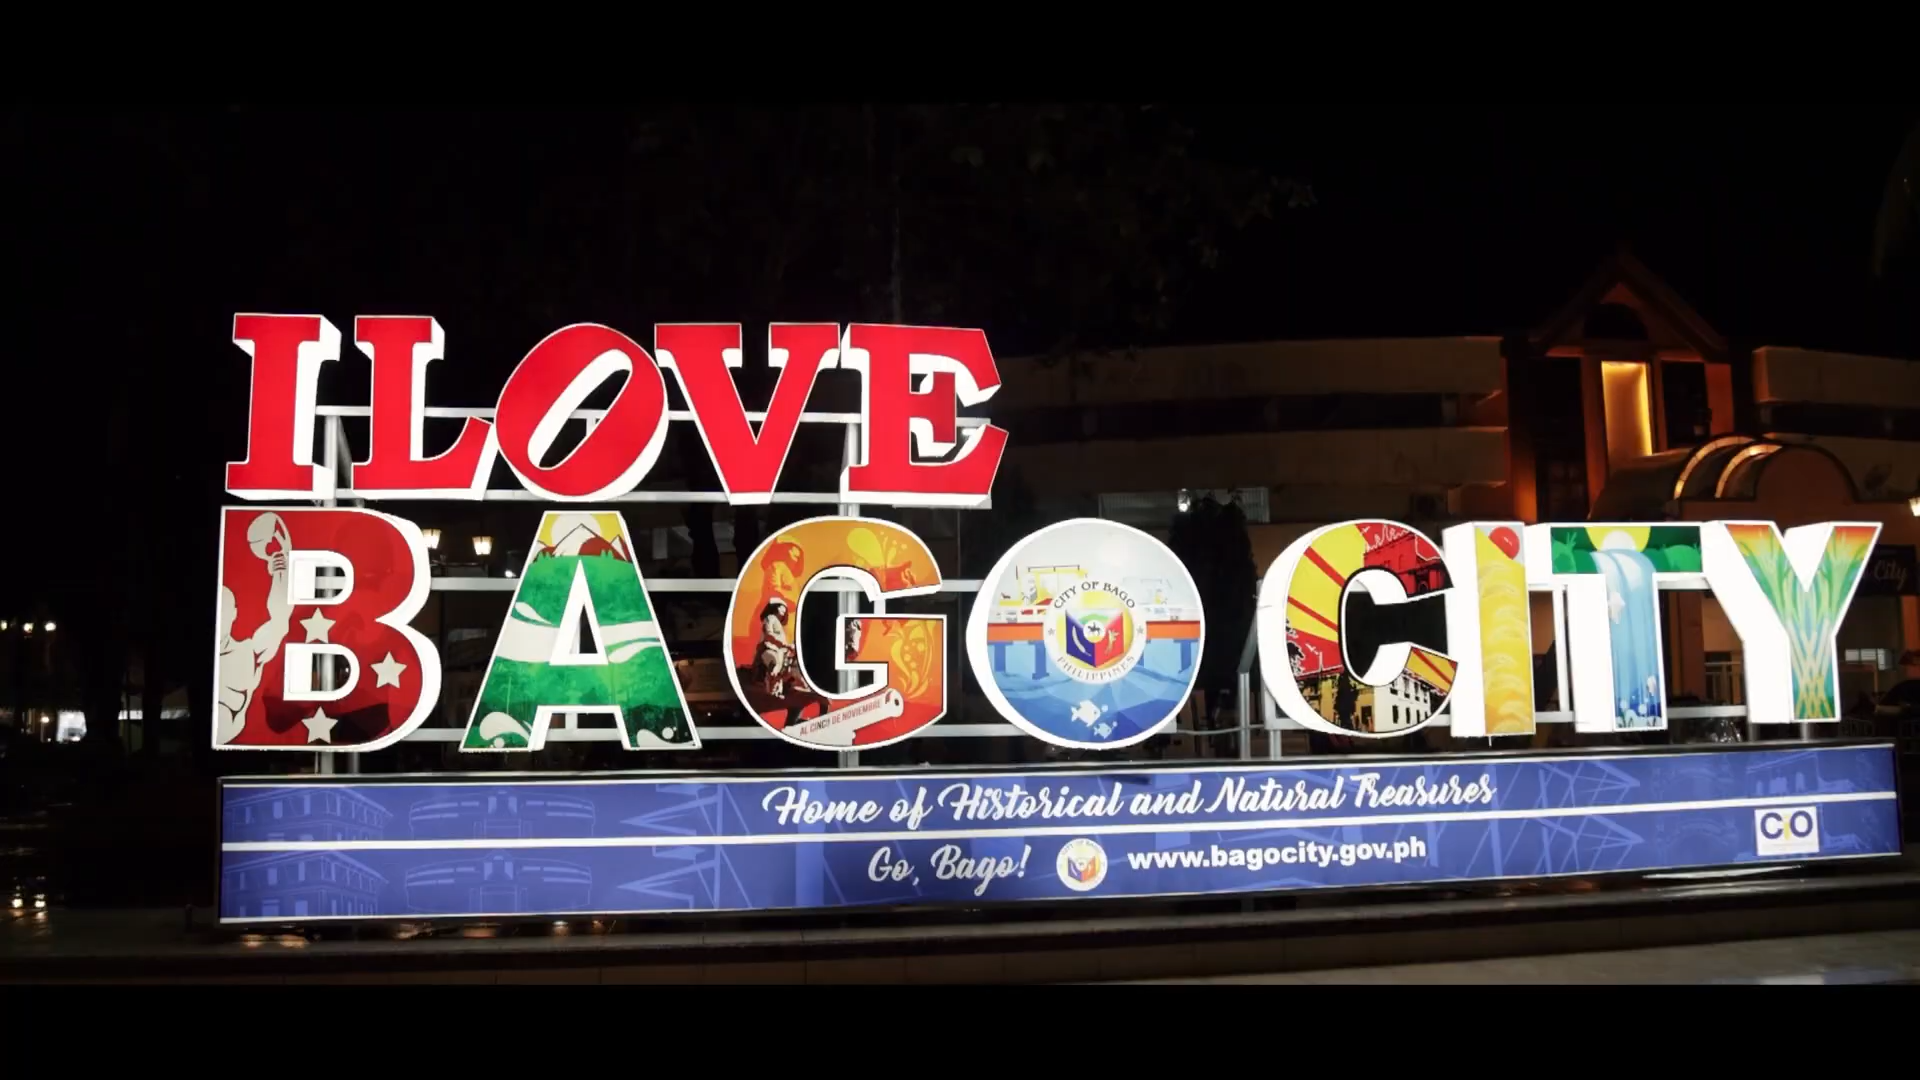 I LOVE
BAGO CITY
CITY OF BAGO
PHILIPPINES
AL CINCO DE NOVIEMBRE
Home of Historical and Natural Treasures
Go, Bago!
www.bagocity.gov.ph
CiO
City